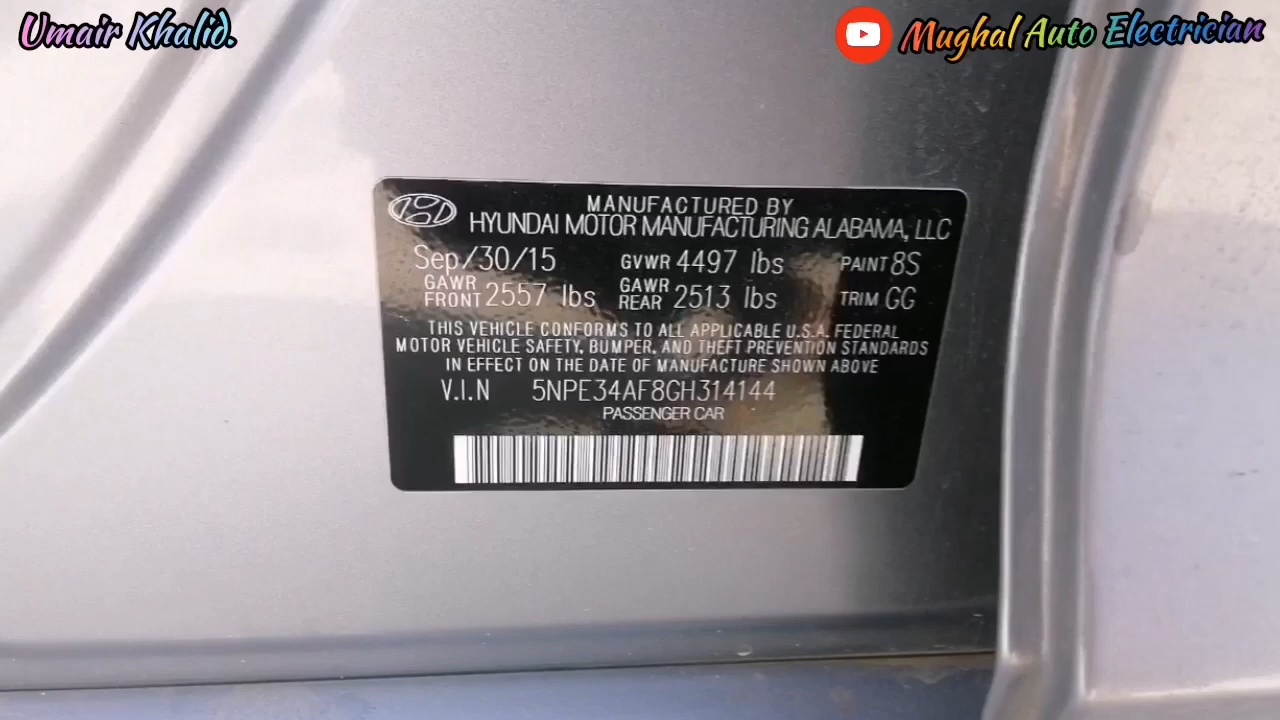 Umair Khalid.
Mughal Auto Electrician
MANUFACTURED BY
HYUNDAI MOTOR MANUFACTURING ALABAMA, LLC
Sep/30/15 GVWR 4497 lbs PAINT 8S
GAWR FRONT 2557 lbs GAWR REAR 2513 lbs TRIM GG
THIS VEHICLE CONFORMS TO ALL APPLICABLE U.S.A. FEDERAL
MOTOR VEHICLE SAFETY, BUMPER, AND THEFT PREVENTION STANDARDS
IN EFFECT ON THE DATE OF MANUFACTURE SHOWN ABOVE
V.I.N 5NPE34AF8GH314144
PASSENGER CAR